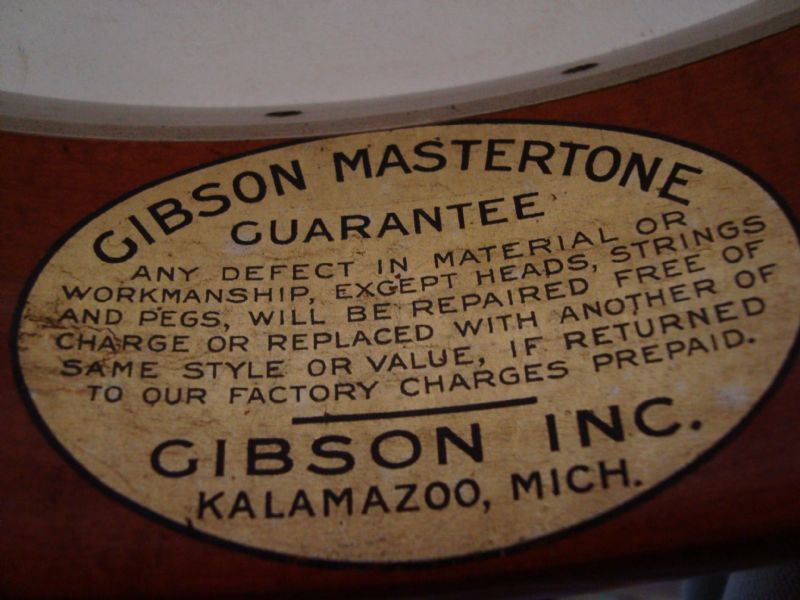 GIBSON MASTERTONE
GUARANTEE
ANY DEFECT IN MATERIAL OR
WORKMANSHIP, EXCEPT HEADS, STRINGS
AND PEGS, WILL BE REPAIRED FREE OF
CHARGE OR REPLACED WITH ANOTHER OF
SAME STYLE OR VALUE, IF RETURNED
TO OUR FACTORY CHARGES PREPAID.
GIBSON INC.
KALAMAZOO, MICH.